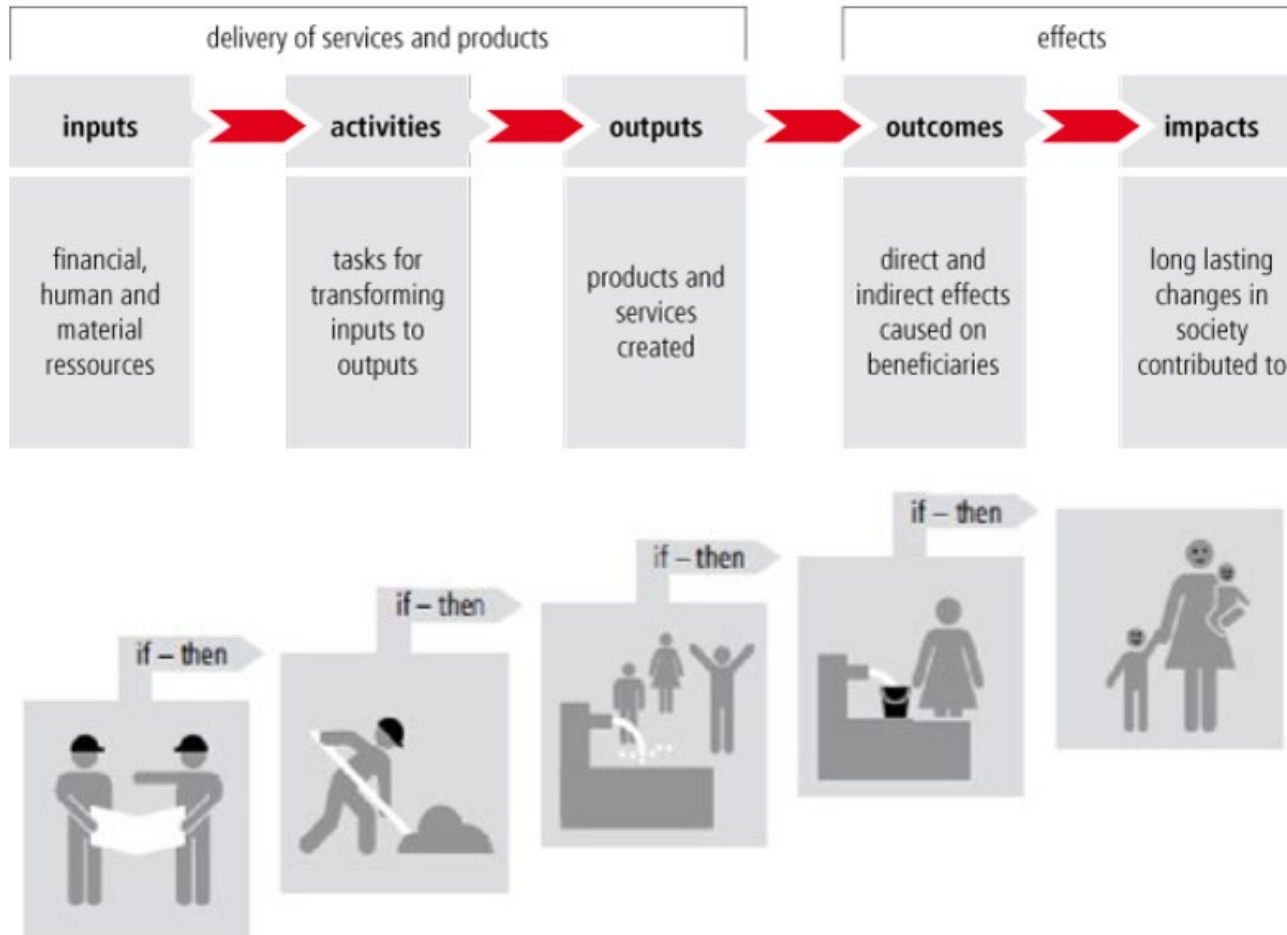 delivery of services and products
effects
inputs
activities
outputs
outcomes
impacts
financial,
human and
material
ressources
tasks for
transforming
inputs to
outputs
products and
services
created
direct and
indirect effects
caused on
beneficiaries
long lasting
changes in
society
contributed to
if – then
if – then
if – then
if – then